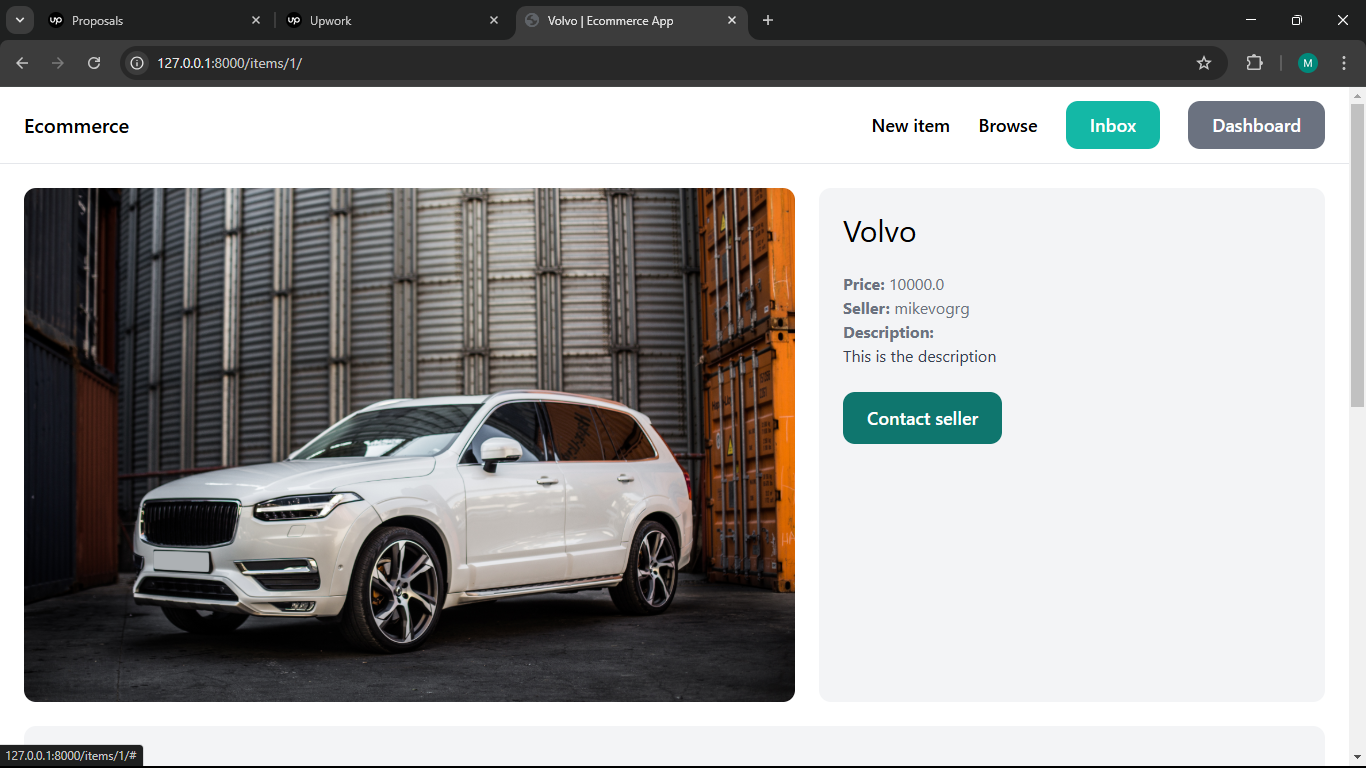 up Proposals
up Upwork
Volvo | Ecommerce App
127.0.0.1:8000/items/1/
M
Ecommerce
New item
Browse
Inbox
Dashboard
Volvo
Price: 10000.0
Seller: mikevogrg
Description:
This is the description
Contact seller
127.0.0.1:8000/items/1/#